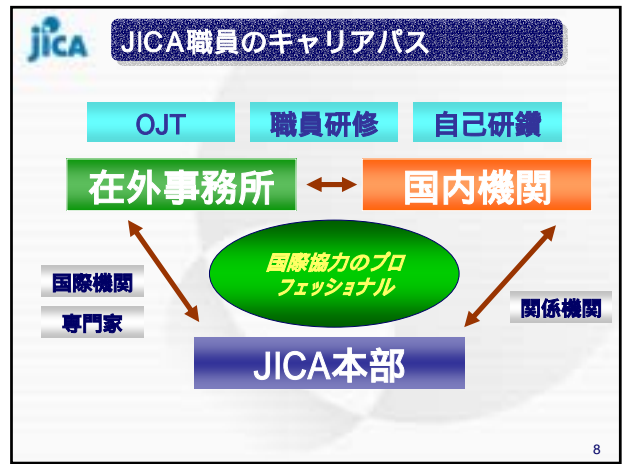 jica
JICA職員のキャリアパス
OJT
職員研修
自己研鑽
在外事務所
国内機関
国際協力のプロ
フェッショナル
国際機関
専門家
関係機関
JICA本部
8